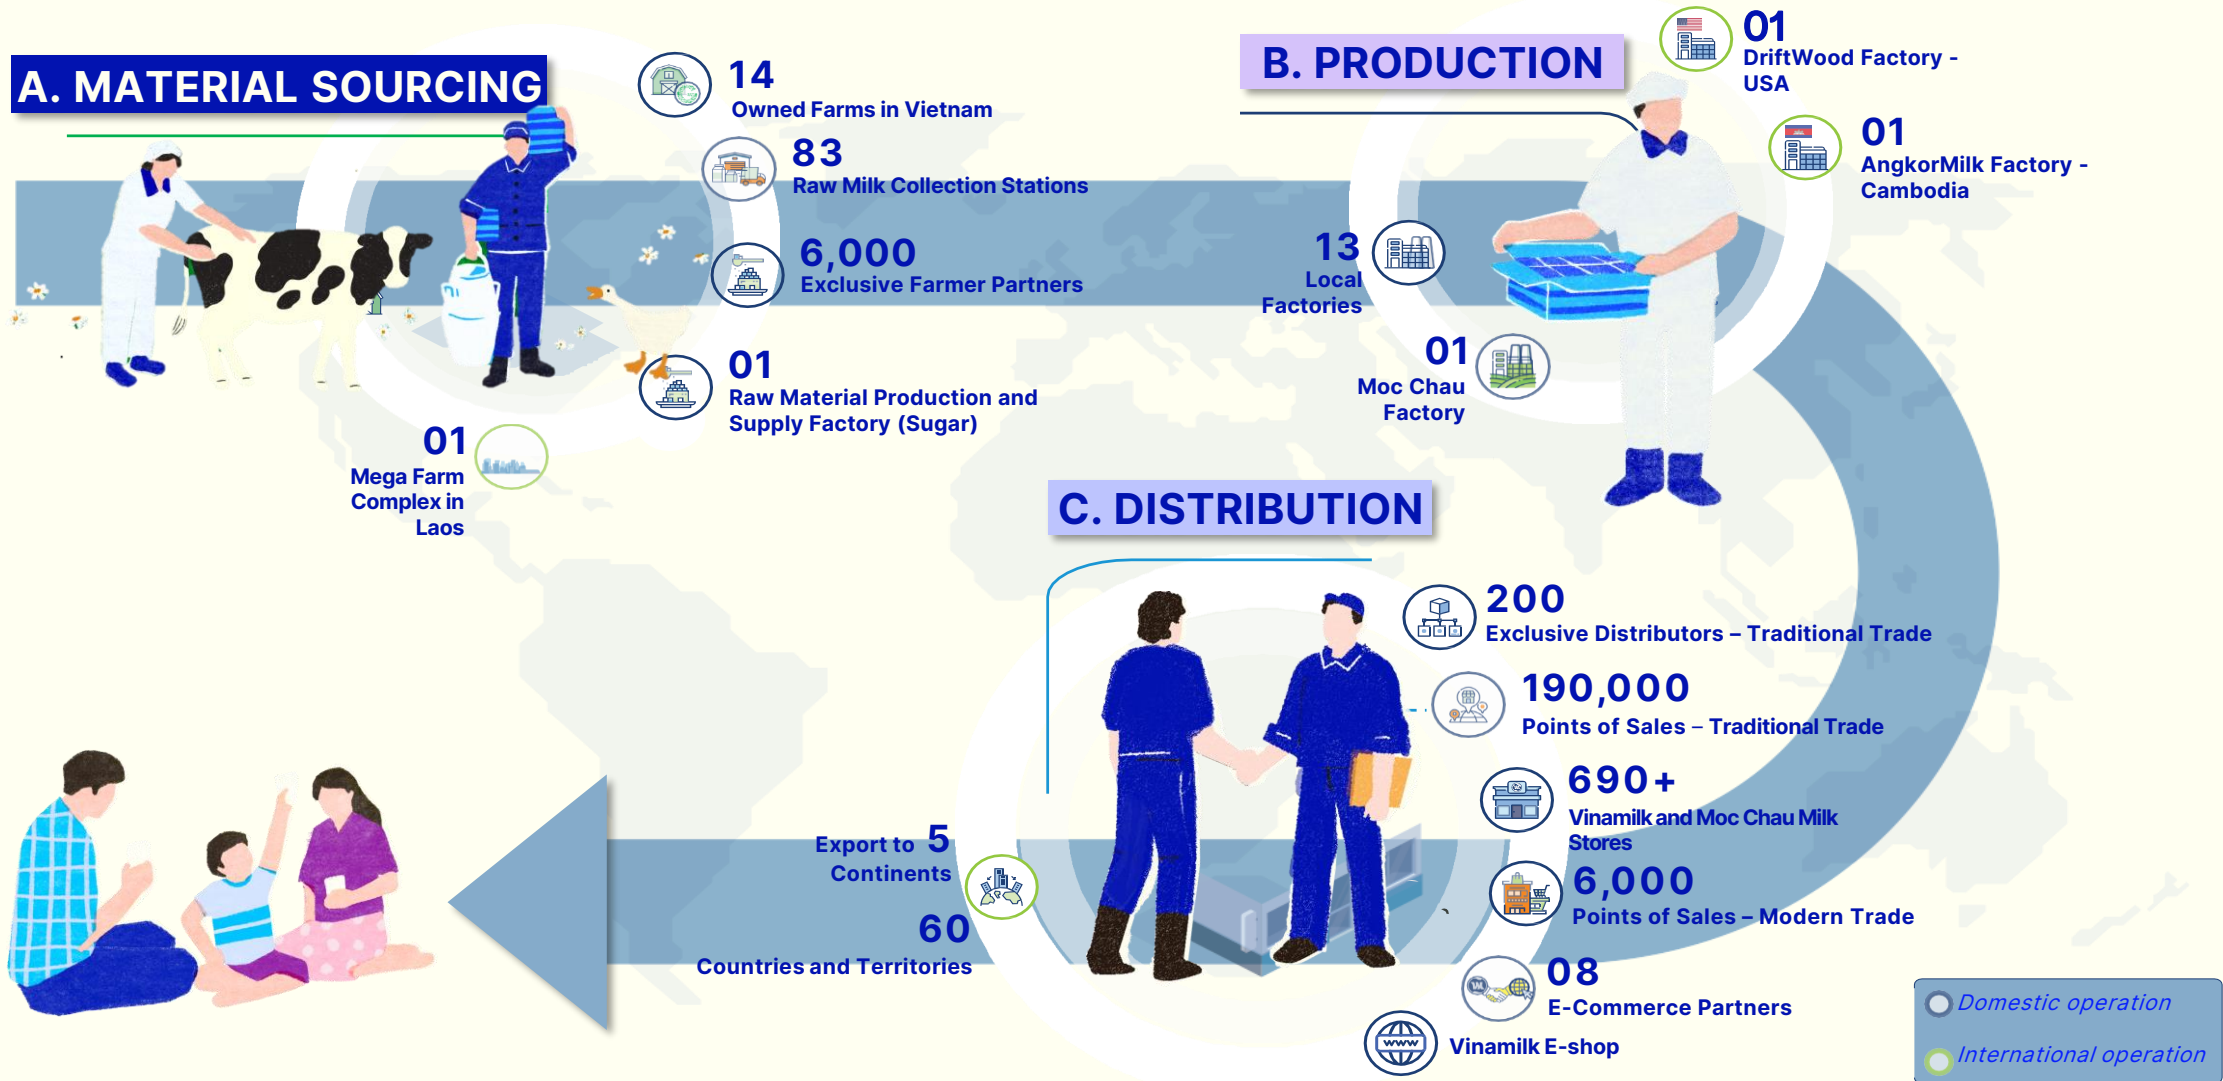 A. MATERIAL SOURCING
14
Owned Farms in Vietnam
83
Raw Milk Collection Stations
6,000
Exclusive Farmer Partners
01
Raw Material Production and
Supply Factory (Sugar)
01
Mega Farm
Complex in
Laos
B. PRODUCTION
01
DriftWood Factory -
USA
01
AngkorMilk Factory -
Cambodia
13
Local
Factories
01
Moc Chau
Factory
C. DISTRIBUTION
200
Exclusive Distributors – Traditional Trade
190,000
Points of Sales – Traditional Trade
690+
Vinamilk and Moc Chau Milk
Stores
6,000
Points of Sales – Modern Trade
08
E-Commerce Partners
www
Vinamilk E-shop
Export to 5
Continents
60
Countries and Territories
Domestic operation
International operation